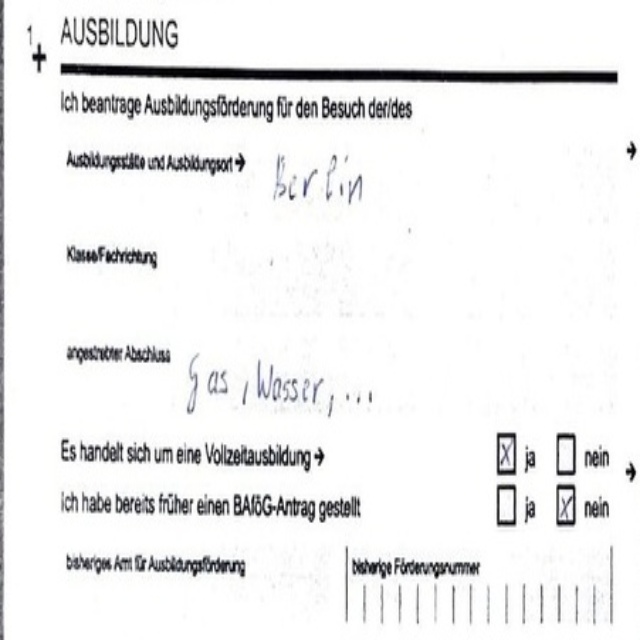 1 AUSBILDUNG
Ich beantrage Ausbildungsförderung für den Besuch der/des
Ausbildungsstätte und Ausbildungsort → Berlin
Klasse/Fachrichtung
angestrebter Abschluss
Gas, Wasser, ...
Es handelt sich um eine Vollzeitausbildung → X ja nein
Ich habe bereits früher einen BAföG-Antrag gestellt ja X nein
bisheriges Amt für Ausbildungsförderung
bisherige Förderungsnummer